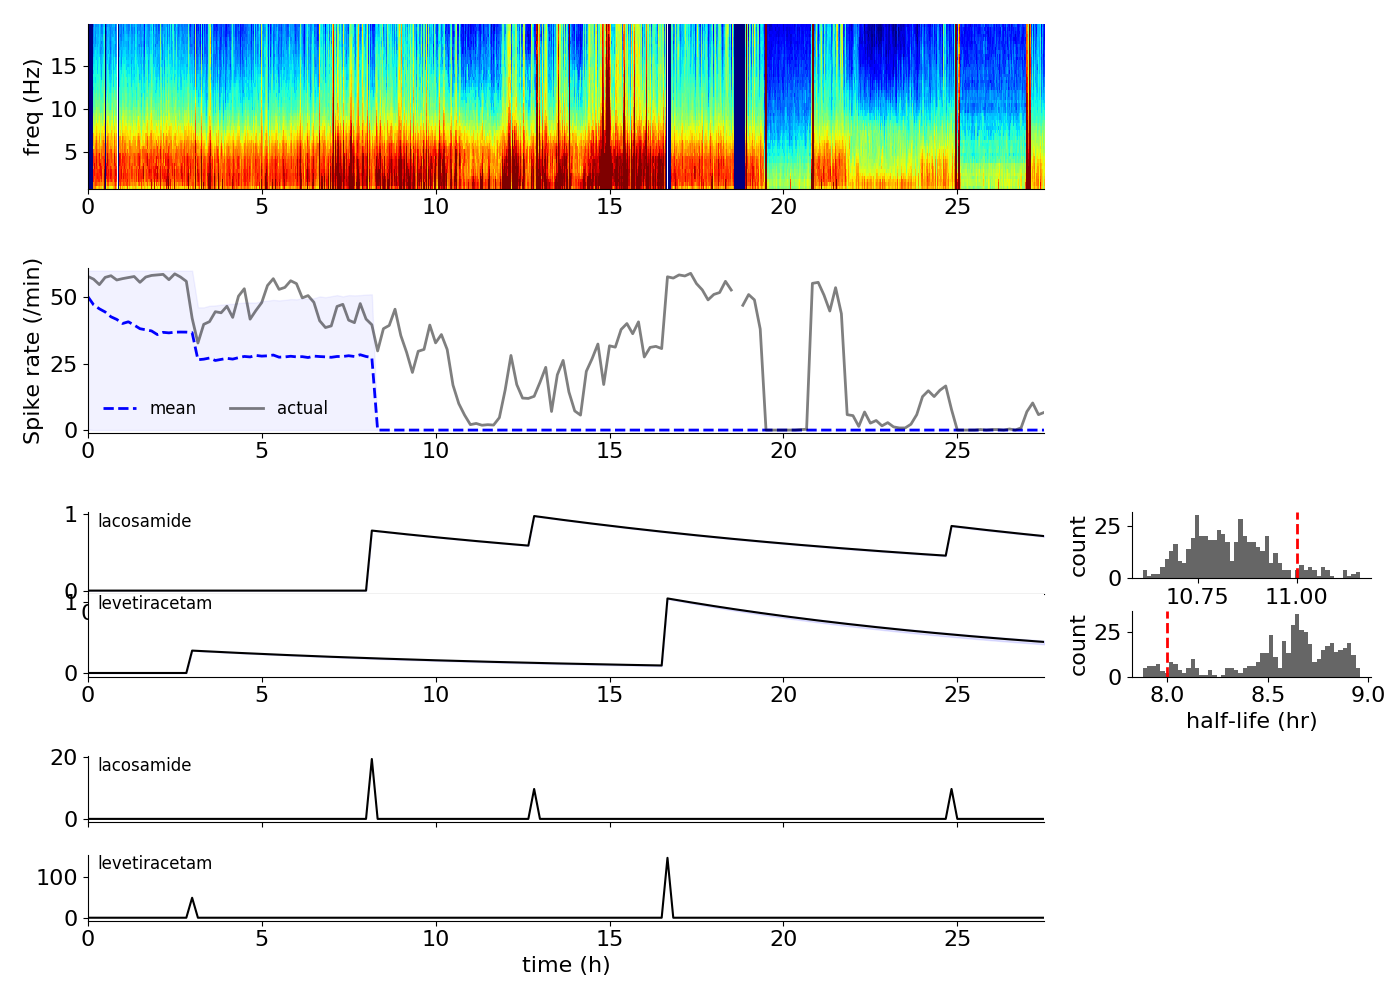 freq (Hz)
15
10
5
0 5 10 15 20 25
Spike rate (/min)
50
25
0
mean actual
0 5 10 15 20 25
1
lacosamide
0
0
1
levetiracetam
0
0 5 10 15 20 25
count
25
0
10.75 11.00
count
25
0
8.0 8.5 9.0
half-life (hr)
20
lacosamide
0
levetiracetam
100
0
0 5 10 15 20 25
time (h)